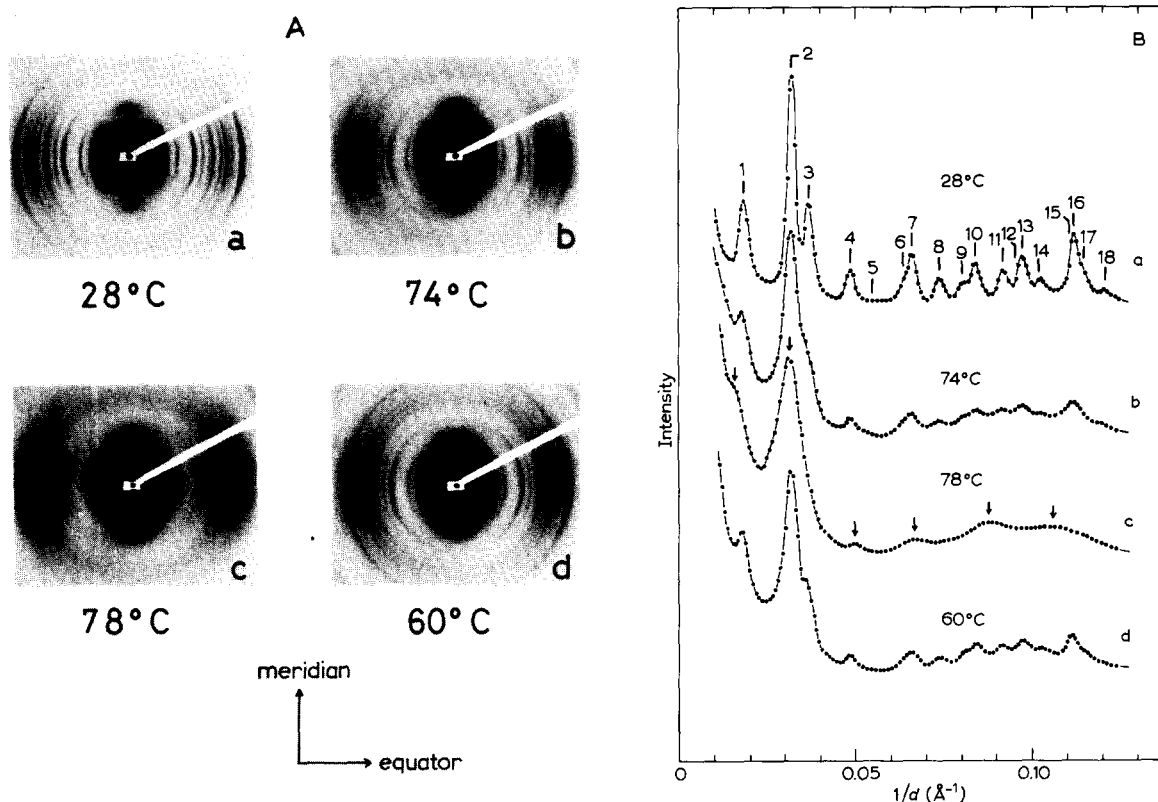 A
a
28°C
b
74°C
c
78°C
d
60°C
meridian
equator
B
2
1
3
28°C
4
5
6
7
8
9
10
11
12
13
14
15
16
17
18
a
74°C
b
78°C
c
60°C
d
Intensity
0
0.05
0.10
1/d (Å⁻¹)